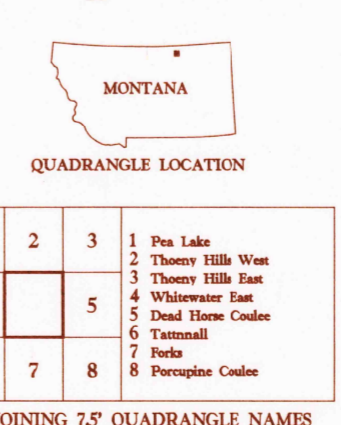 MONTANA
QUADRANGLE LOCATION
2 3
5
7 8
1 Pea Lake
2 Thoeny Hills West
3 Thoeny Hills East
4 Whitewater East
5 Dead Horse Coulee
6 Tattnnall
7 Forks
8 Porcupine Coulee
OINING 7.5' QUADRANGLE NAMES